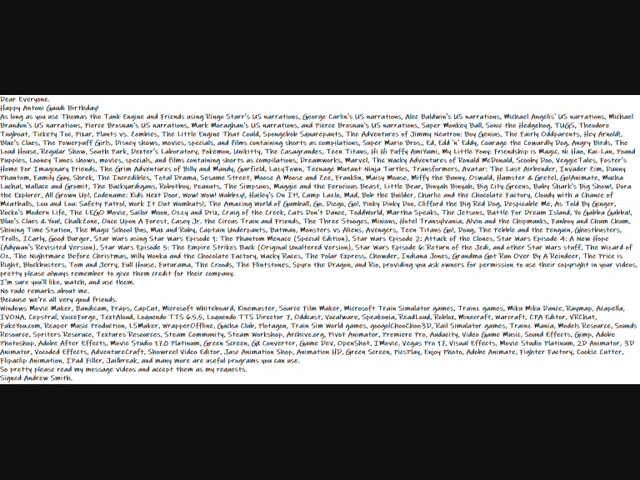 Dear Everyone.
Happy Antoni Gaudi Birthday!
As long as you use Thomas the Tank Engine and Friends using Ringo Starr's US narrations, George Carlin's US narrations, Alec Baldwin's US narrations, Michael Angelis' US narrations, Michael
Brandon's US narrations, Pierce Brosnan's US narrations, Mark Moraghan's US narrations, and Pierce Brosnan's US narrations, Super Monkey Ball, Sonic the Hedgehog, TUGS, Theodore
Tugboat, Tickety Toc, Pixar, Plants vs. Zombies, The Little Engine That Could, Spongebob Squarepants, The Adventures of Jimmy Neutron: Boy Genius, The Fairly Oddparents, Hey Arnold!,
Blue's Clues, The Powerpuff Girls, Disney shows, movies, specials, and films containing shorts as compilations, Super Mario Bros., Ed, Edd 'n' Eddy, Courage the Cowardly Dog, Angry Birds, The
Loud House, Regular Show, South Park, Dexter's Laboratory, Pokemon, Unikitty, The Casagrandes, Teen Titans, Hi Hi Puffy AmiYumi, My Little Pony: Friendship is Magic, Ni Hao, Kai-Lan, Pound
Puppies, Looney Tunes shows, movies, specials, and films containing shorts as compilations, Dreamworks, Marvel, The Wacky Adventures of Ronald McDonald, Scooby Doo, VeggieTales, Foster's
Home For Imaginary Friends, The Grim Adventures of Billy and Mandy, Garfield, LazyTown, Teenage Mutant Ninja Turtles, Transformers, Avatar: The Last Airbender, Invader Zim, Danny
Phantom, Family Guy, Shrek, The Incredibles, Total Drama, Sesame Street, Moose A Moose and Zee, Franklin, Maisy Mouse, Miffy the Bunny, Oswald, Hamster & Gretel, Go!Animate, Mucha
Lucha!, Wallace and Gromit, The Backyardigans, Robotboy, Peanuts, The Simpsons, Maggie and the Ferocious Beast, Little Bear, Binyah Binyah, Big City Greens, Baby Shark's Big Show!, Dora
the Explorer, All Grown Up!, Codename: Kids Next Door, Wow! Wow! Wubbzy!, Hailey's On It!, Camp Lazlo, Mad, Bob the Builder, Charlie and the Chocolate Factory, Cloudy with a Chance of
Meatballs, Lou and Lou: Safety Patrol, Work It Out Wombats!, The Amazing World of Gumball, Go, Diego, Go!, Pinky Dinky Doo, Clifford the Big Red Dog, Despicable Me, As Told By Ginger,
Rocko's Modern Life, The LEGO Movie, Sailor Moon, Ozzy and Drix, Craig of the Creek, Cats Don't Dance, ToddWorld, Martha Speaks, The Jetsons, Battle For Dream Island, Yo Gabba Gabba!,
Blue's Clues & You!, ChalkZone, Once Upon A Forest, Casey Jr. the Circus Train and Friends, The Three Stooges, Minions, Hotel Transylvania, Alvin and the Chipmunks, Fanboy and Chum Chum,
Shining Time Station, The Magic School Bus, Max and Ruby, Captain Underpants, Batman, Monsters vs Aliens, Avengers, Teen Titans Go!, Doug, The Pebble and the Penguin, Ghostbusters,
Trolls, ICarly, Good Burger, Star Wars using Star Wars Episode 1: The Phantom Menace (Special Edition), Star Wars Episode 2: Attack of the Clones, Star Wars Episode 4: A New Hope
(Adywan's Revisited Version), Star Wars Episode 5: The Empire Strikes Back (Original Unaltered Version), Star Wars Episode 6: Return of the Jedi, and other Star Wars stuff, The Wizard of
Oz, The Nightmare Before Christmas, Willy Wonka and the Chocolate Factory, Wacky Races, The Polar Express, Chowder, Indiana Jones, Grandma Got Run Over By A Reindeer, The Price is
Right, Blockbusters, Tom and Jerry, Fall House, Futurama, The Croods, The Flintstones, Spyro the Dragon, and Rio, providing you ask owners for permission to use their copyright in your videos,
pretty please always remember to give them credit for their company.
I'm sure you'll like, watch, and use them.
No rude remarks about me.
Because we're all very good friends.
Windows Movie Maker, Bandicam, Fraps, CapCut, Microsoft Whiteboard, Kinemaster, Source Film Maker, Microsoft Train Simulator, Trainz games, Miku Miku Dance, Raymap, Acapella,
IVONA, Cepstral, VoiceForge, TextAloud, Loquendo TTS 6.5.5, Loquendo TTS Director 7, Oddcast, Vocalware, Speakonia, ReadLoud, Roblox, Minecraft, Warcraft, CTA Editor, VRChat,
FakeYou.com, Reaper Music Production, LSMaker, WrapperOffline, Gacha Club, Plotagon, Train Sim World games, googolChooChoo3D, Rail Simulator games, Trainz Mania, Models Resource, Sounds
Resource, Spriters Resource, Textures Resources, Steam Community, Steam Workshop, Archive.org, Pivot Animator, Premiere Pro, Audacity, Video Game Music, Sound Effects, Gimp, Adobe
Photoshop, Adobe After Effects, Movie Studio 17.0 Platinum, Green Screen, GX Converter, Game Dev, OpenShot, IMovie, Vegas Pro 17, Visual Effects, Movie Studio Platinum, 2D Animator, 3D
Animator, Vocoded Effects, AdventureCraft, Showreel Video Editor, Jase Animation Shop, Animation HD, Green Screen, PicsPlay, Enjoy Photo, Adobe Animate, Fighter Factory, Cookie Cutter,
Flipaclip Animation, IPad Filler, Jailbreak, and many more are useful programs you can use.
So pretty please read my message videos and accept them as my requests.
Signed Andrew Smith.